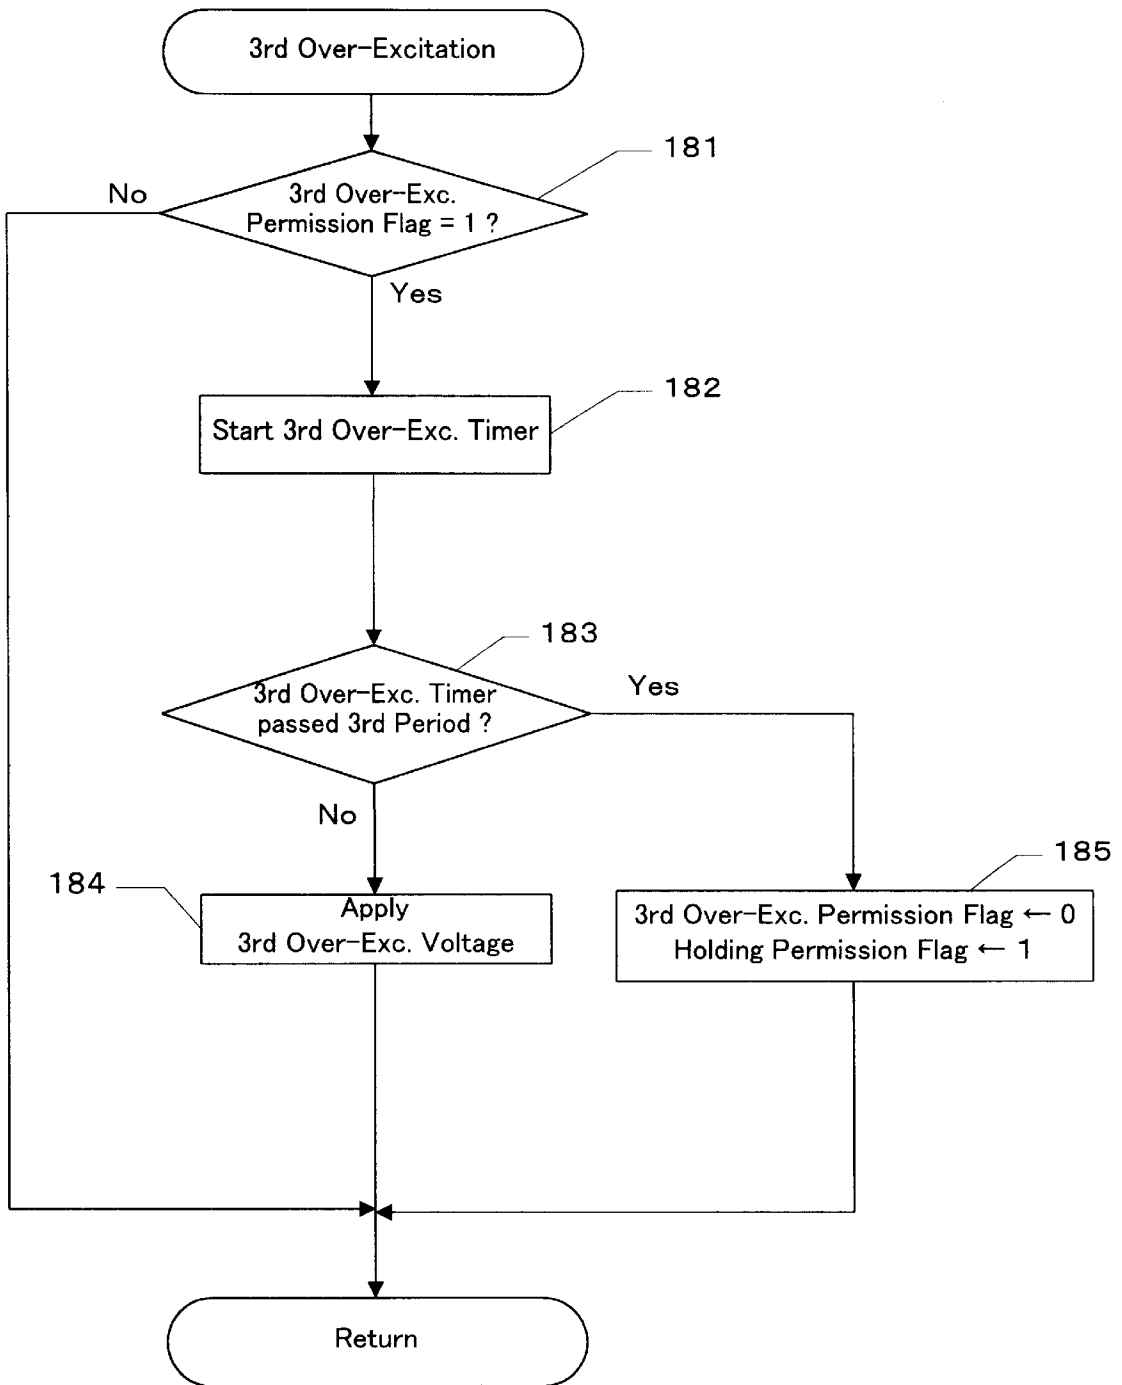 3rd Over-Excitation
181
No
3rd Over-Exc.
Permission Flag = 1 ?
Yes
182
Start 3rd Over-Exc. Timer
183
3rd Over-Exc. Timer
passed 3rd Period ?
Yes
No
184
Apply
3rd Over-Exc. Voltage
185
3rd Over-Exc. Permission Flag ← 0
Holding Permission Flag ← 1
Return